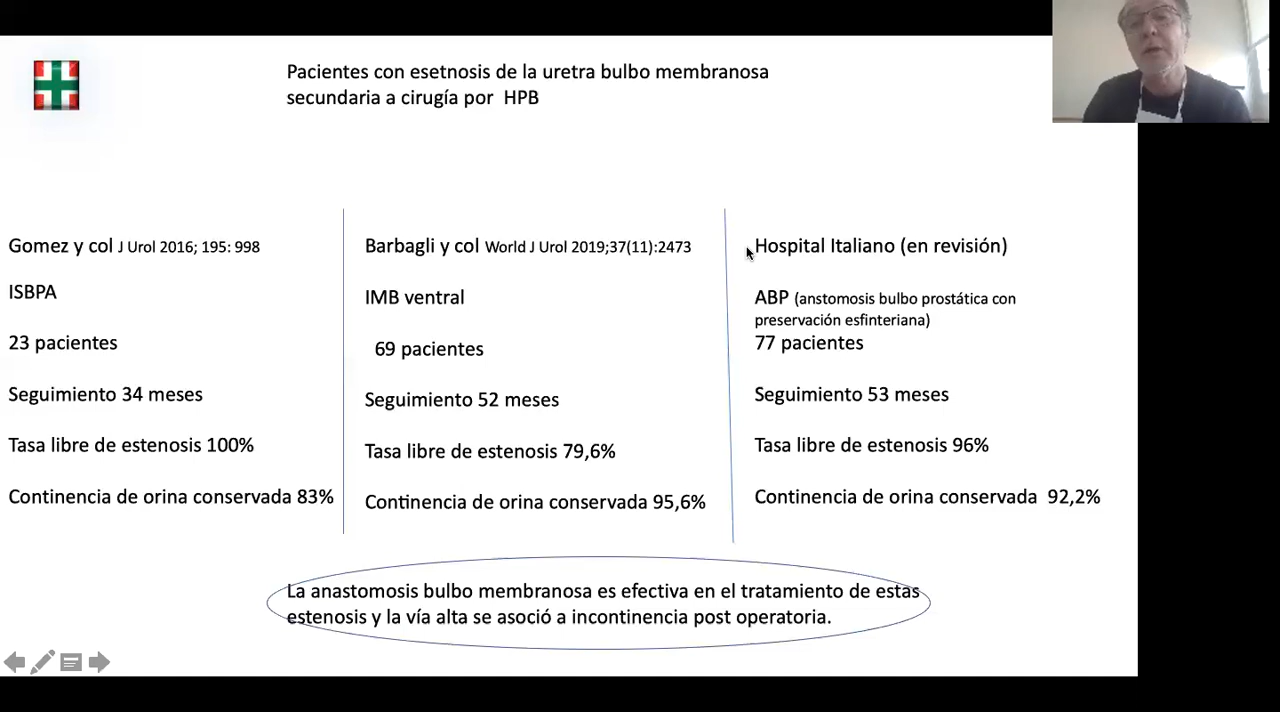 Pacientes con esetnosis de la uretra bulbo membranosa
secundaria a cirugía por HPB
Gomez y col J Urol 2016; 195: 998
ISBPA
23 pacientes
Seguimiento 34 meses
Tasa libre de estenosis 100%
Continencia de orina conservada 83%
Barbagli y col World J Urol 2019;37(11):2473
IMB ventral
69 pacientes
Seguimiento 52 meses
Tasa libre de estenosis 79,6%
Continencia de orina conservada 95,6%
Hospital Italiano (en revisión)
ABP (anstomosis bulbo prostática con
preservación esfinteriana)
77 pacientes
Seguimiento 53 meses
Tasa libre de estenosis 96%
Continencia de orina conservada 92,2%
La anastomosis bulbo membranosa es efectiva en el tratamiento de estas
estenosis y la vía alta se asoció a incontinencia post operatoria.